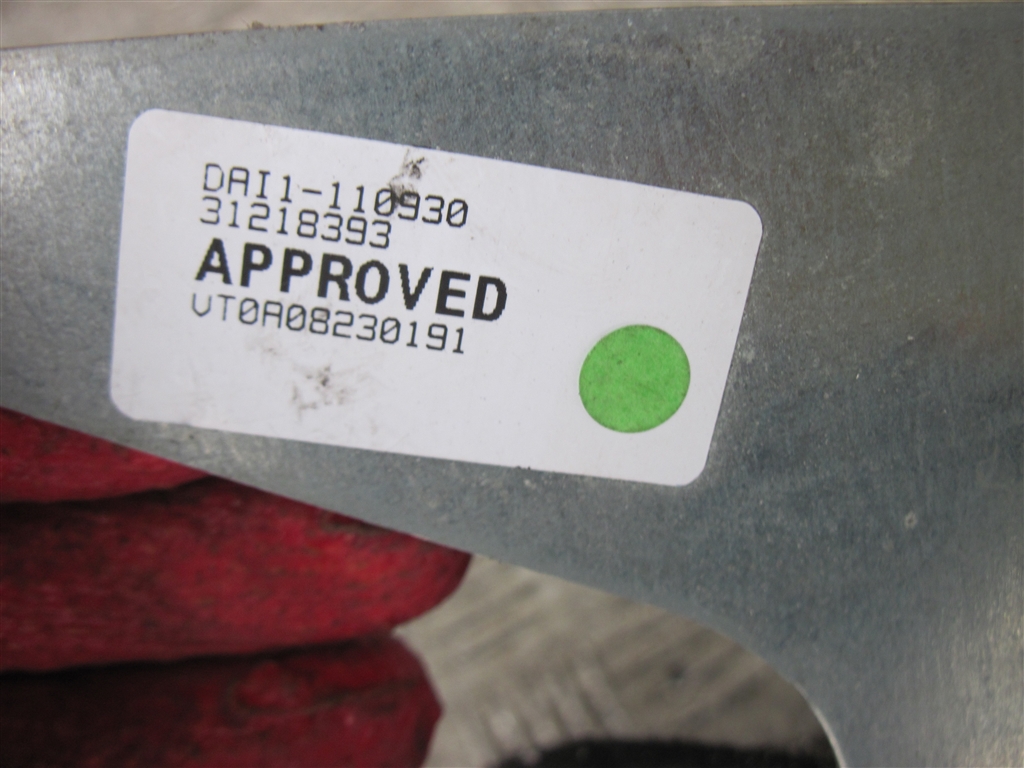 DAI1-110930
31218393
APPROVED
VT0A08230191